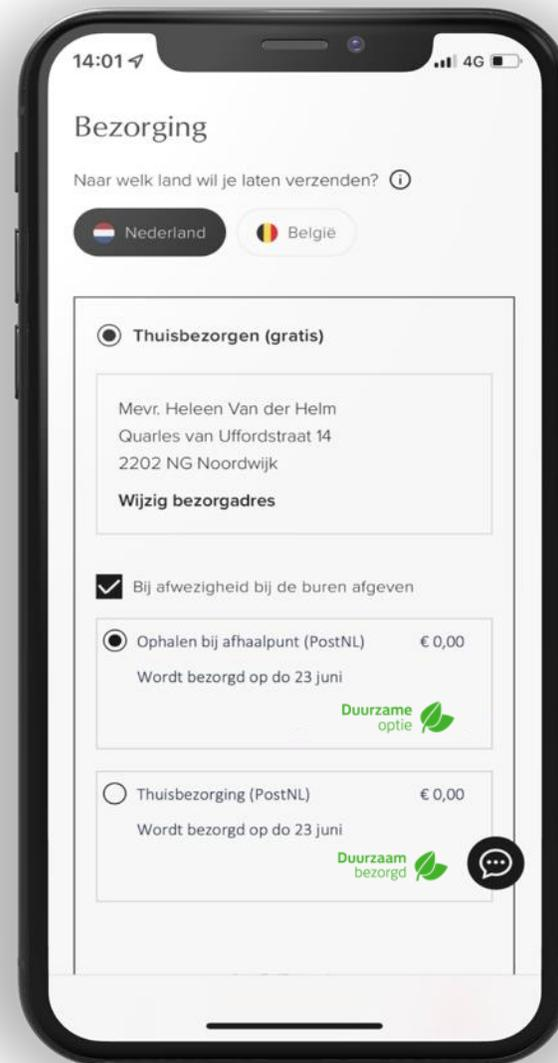 14:01
4G
Bezorging
Naar welk land wil je laten verzenden?
Nederland
België
Thuisbezorgen (gratis)
Mevr. Heleen Van der Helm
Quarles van Uffordstraat 14
2202 NG Noordwijk
Wijzig bezorgadres
Bij afwezigheid bij de buren afgeven
Ophalen bij afhaalpunt (PostNL) € 0,00
Wordt bezorgd op do 23 juni
Duurzame
optie
Thuisbezorging (PostNL) € 0,00
Wordt bezorgd op do 23 juni
Duurzaam
bezorgd